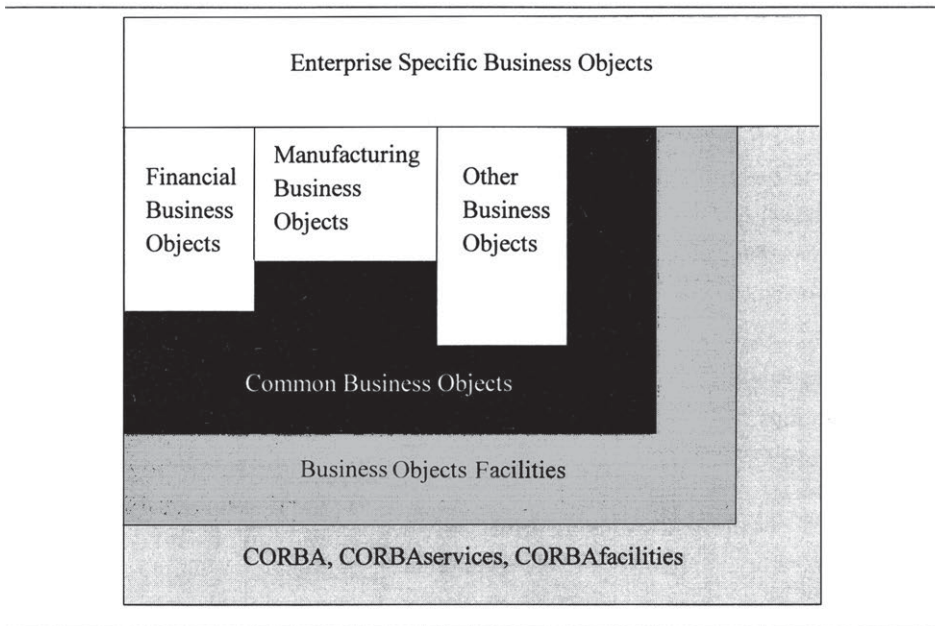 Enterprise Specific Business Objects
Financial
Business
Objects
Manufacturing
Business
Objects
Other
Business
Objects
Common Business Objects
Business Objects Facilities
CORBA, CORBAservices, CORBAfacilities